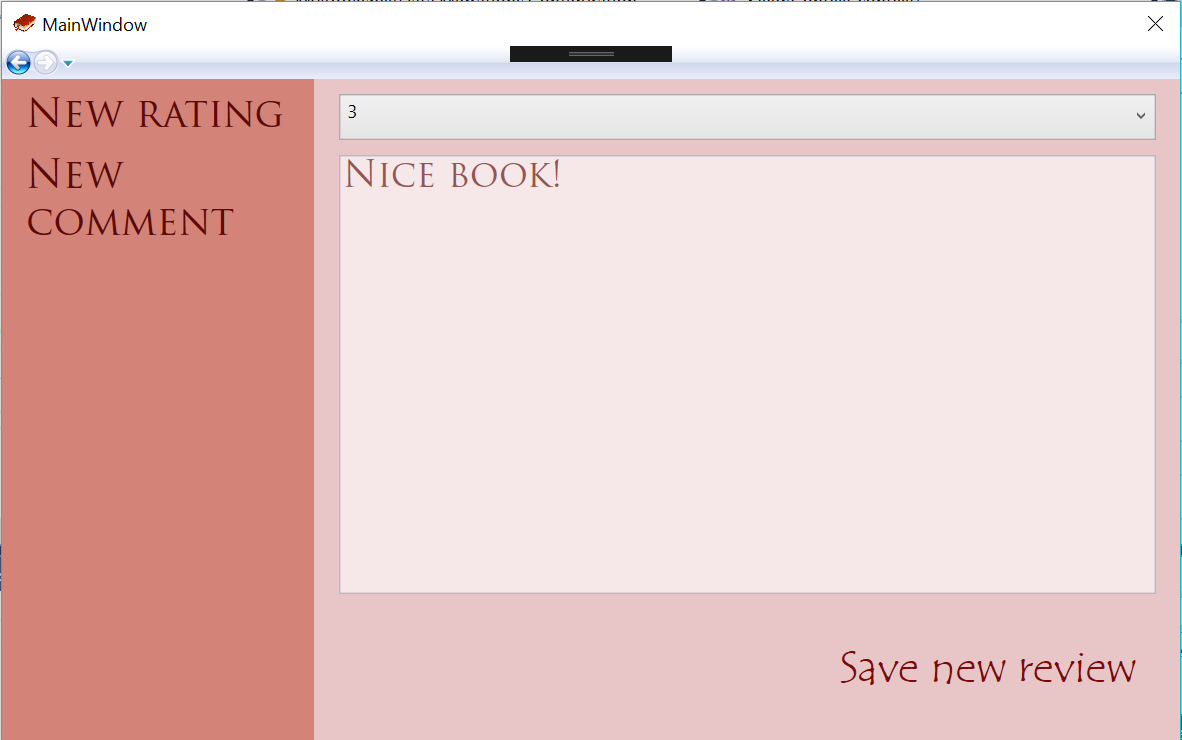 MainWindow
New rating
3
New
comment
Nice book!
Save new review